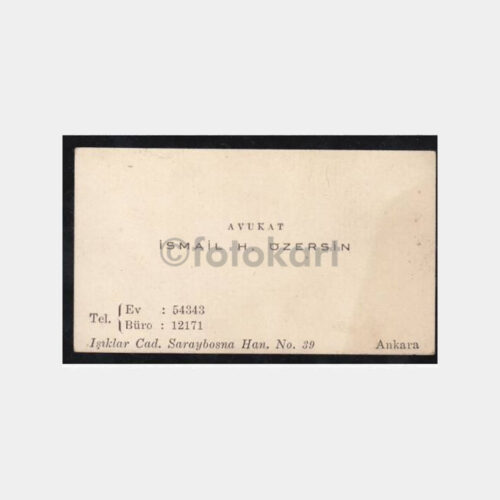 AVUKAT
İSMAİL H. ÖZERSİN
©fotokart
Tel. { Ev : 54343
Büro : 12171
Işıklar Cad. Saraybosna Han. No. 39 Ankara